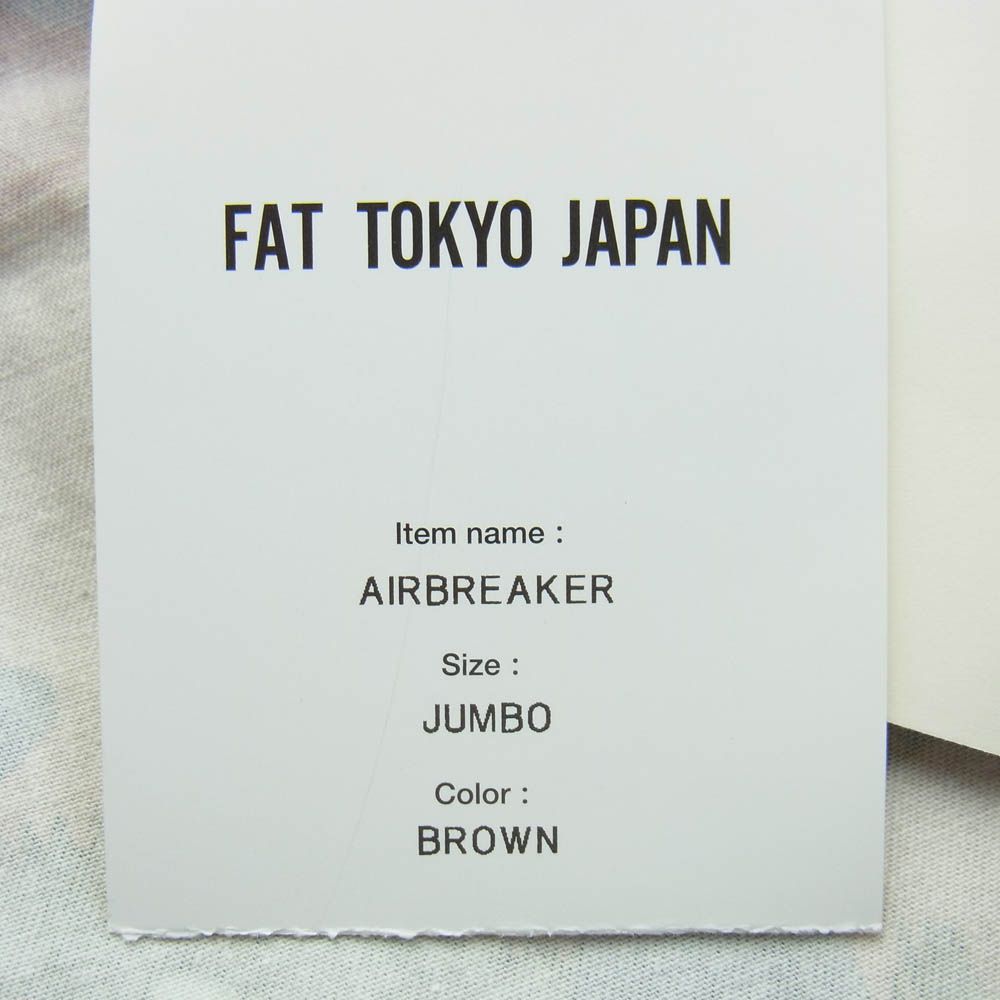 FAT TOKYO JAPAN
Item name :
AIRBREAKER
Size :
JUMBO
Color :
BROWN